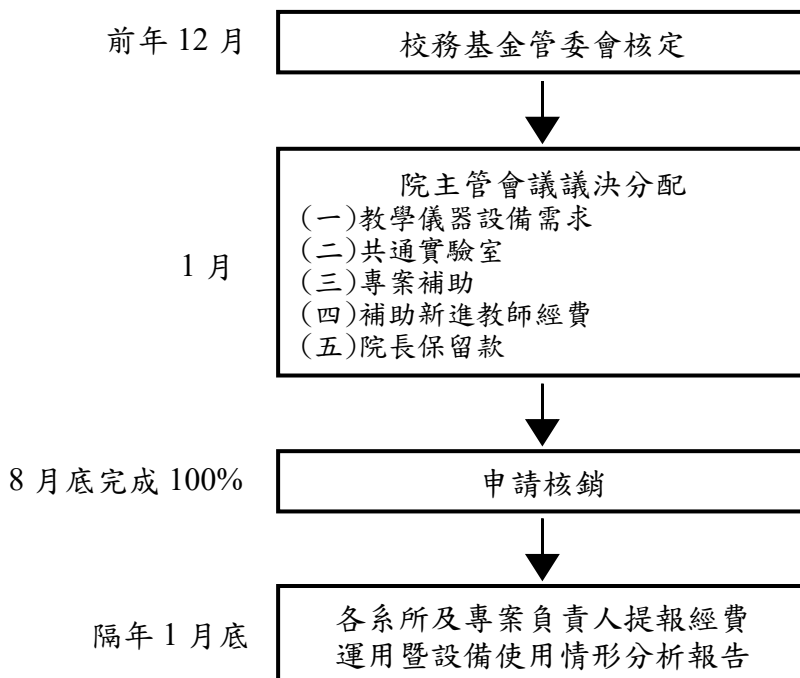 前年 12 月
校務基金管委會核定
1 月
院主管會議議決分配
(一)教學儀器設備需求
(二)共通實驗室
(三)專案補助
(四)補助新進教師經費
(五)院長保留款
8 月底完成 100%
申請核銷
隔年 1 月底
各系所及專案負責人提報經費
運用暨設備使用情形分析報告